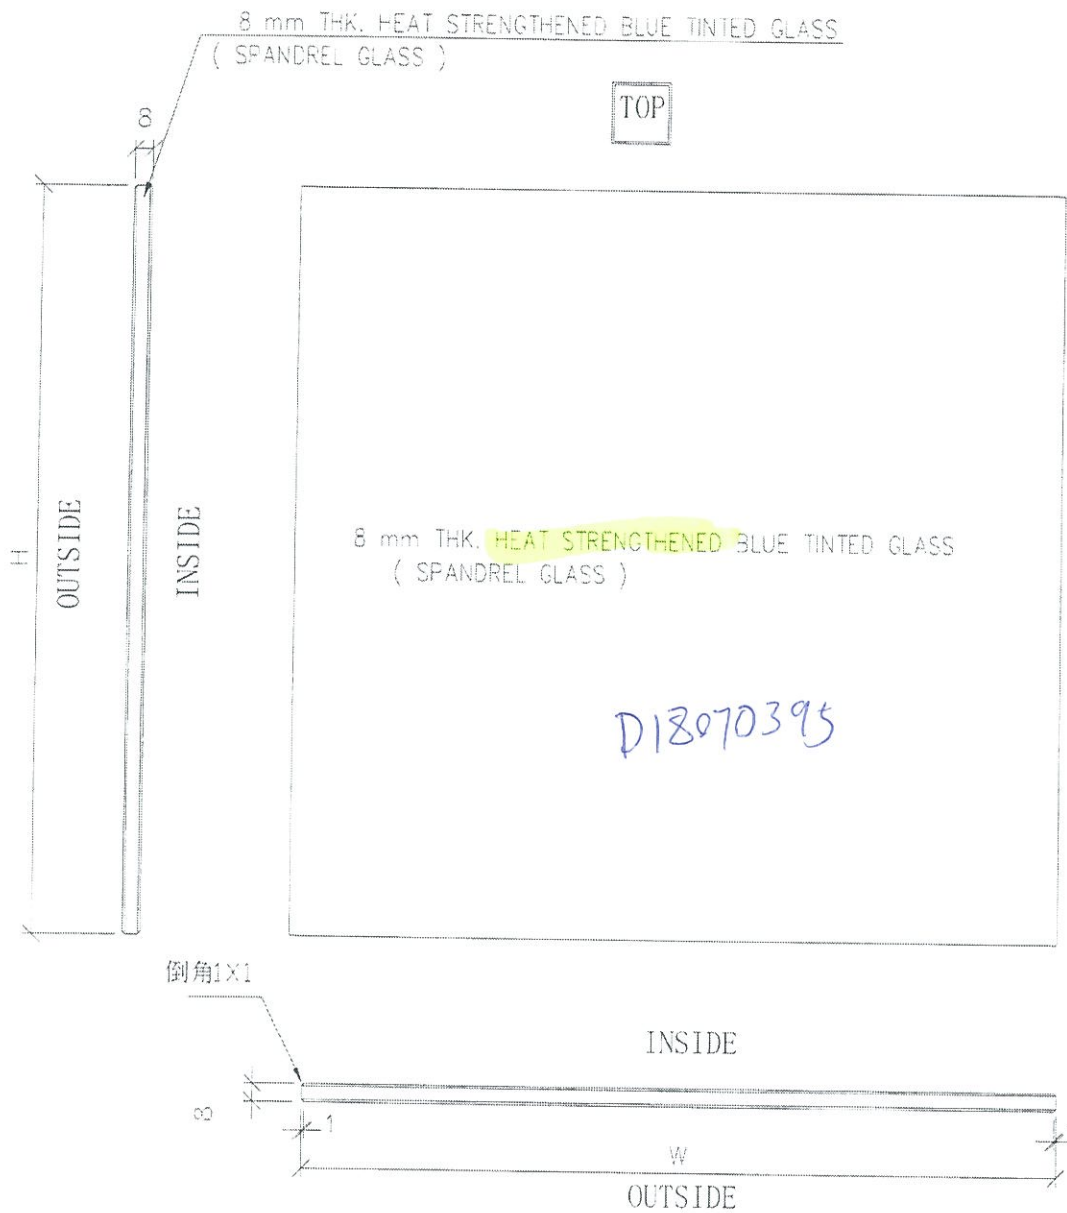 8 mm THK. HEAT STRENGTHENED BLUE TINTED GLASS
( SPANDREL GLASS )
TOP
8
H
OUTSIDE
INSIDE
8 mm THK. HEAT STRENGTHENED BLUE TINTED GLASS
( SPANDREL GLASS )
D18070395
倒角1X1
INSIDE
8
1
W
OUTSIDE